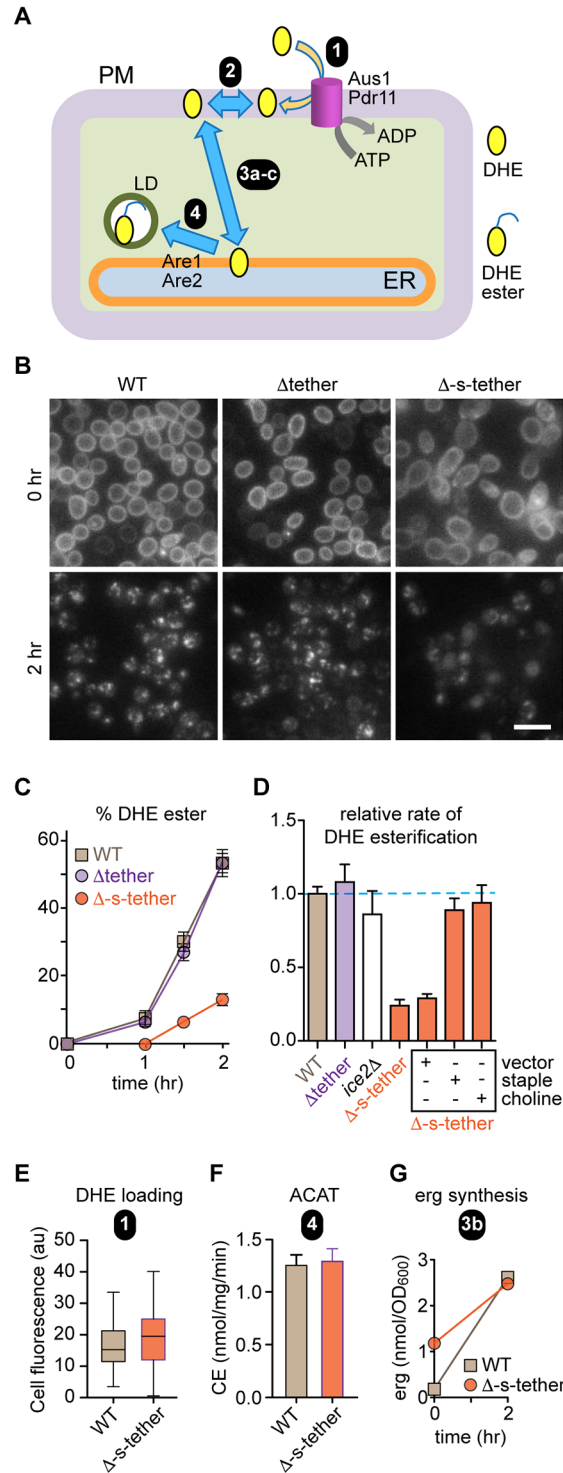 A
PM
1
2
Aus1
Pdr11
ADP
ATP
3a-c
LD
4
Are1
Are2
ER
DHE
DHE
ester
B
WT
Δtether
Δ-s-tether
0 hr
2 hr
C
% DHE ester
60
40
20
0
WT
Δtether
Δ-s-tether
0
1
2
time (hr)
D
relative rate of
DHE esterification
1.5
1.0
0.5
0.0
WT
Δtether
ice2Δ
Δ-s-tether
+ - - vector
- + - staple
- - + choline
Δ-s-tether
E
DHE loading
1
Cell fluorescence (au)
50
40
30
20
10
0
WT
Δ-s-tether
F
ACAT
4
CE (nmol/mg/min)
1.5
1.0
0.5
0.0
WT
Δ-s-tether
G
erg synthesis
3b
erg (nmol/OD600)
3
2
1
0
WT
Δ-s-tether
0
2
time (hr)